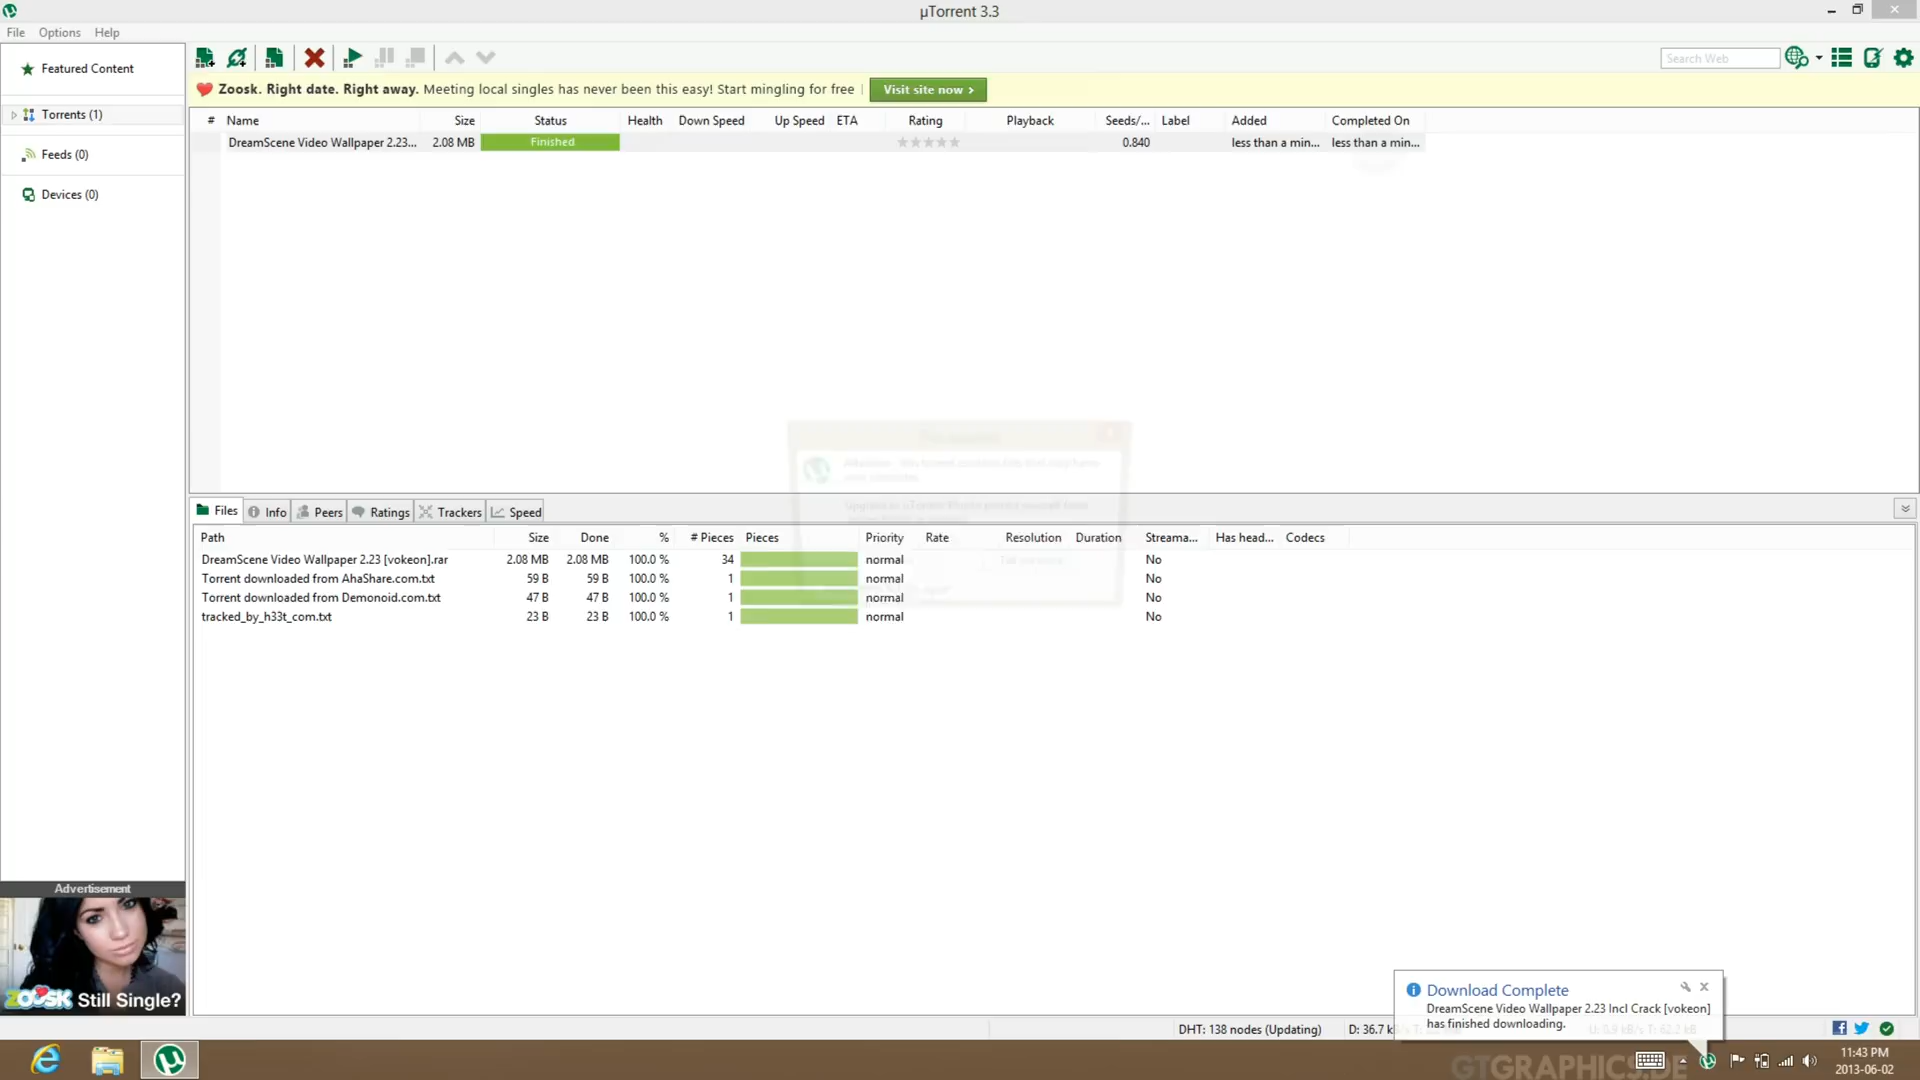 µTorrent 3.3
File Options Help
Featured Content
Torrents (1)
Feeds (0)
Devices (0)
Search Web
Zoosk. Right date. Right away. Meeting local singles has never been this easy! Start mingling for free | Visit site now >
# Name Size Status Health Down Speed Up Speed ETA Rating Playback Seeds/... Label Added Completed On
DreamScene Video Wallpaper 2.23... 2.08 MB Finished 0.840 less than a min... less than a min...
Files Info Peers Ratings Trackers Speed
Path Size Done % # Pieces Pieces Priority Rate Resolution Duration Streama... Has head... Codecs
DreamScene Video Wallpaper 2.23 [vokeon].rar 2.08 MB 2.08 MB 100.0 % 34 normal No
Torrent downloaded from AhaShare.com.txt 59 B 59 B 100.0 % 1 normal No
Torrent downloaded from Demonoid.com.txt 47 B 47 B 100.0 % 1 normal No
tracked_by_h33t_com.txt 23 B 23 B 100.0 % 1 normal No
Advertisement
ZOOSK Still Single?
Download Complete
DreamScene Video Wallpaper 2.23 Incl Crack [vokeon]
has finished downloading.
DHT: 138 nodes (Updating) D: 36.7 k
GTGRAPHICS.DE
11:43 PM
2013-06-02